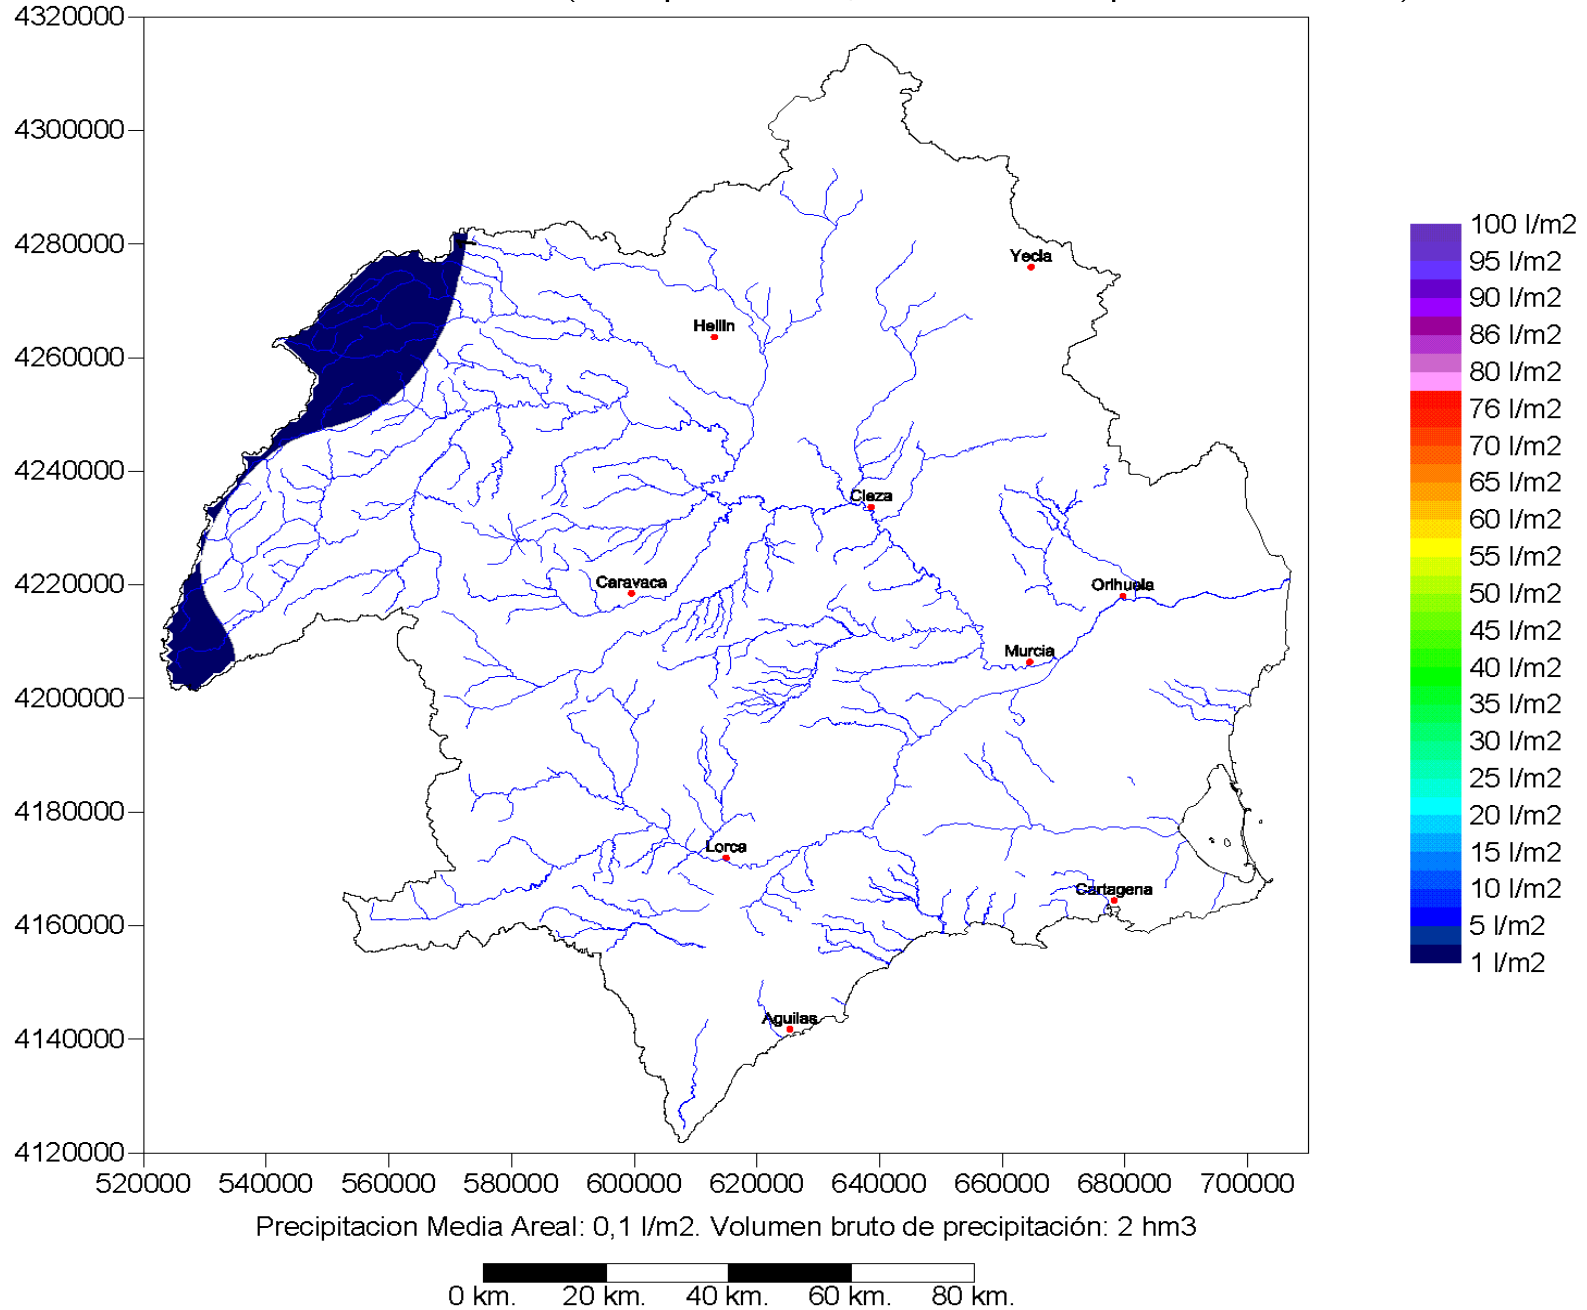 4320000
4300000
4280000
4260000
4240000
4220000
4200000
4180000
4160000
4140000
4120000
520000 540000 560000 580000 600000 620000 640000 660000 680000 700000
Yecla
Hellin
Cieza
Caravaca
Orihuela
Murcia
Lorca
Cartagena
Aguilas
100 l/m2
95 l/m2
90 l/m2
86 l/m2
80 l/m2
76 l/m2
70 l/m2
65 l/m2
60 l/m2
55 l/m2
50 l/m2
45 l/m2
40 l/m2
35 l/m2
30 l/m2
25 l/m2
20 l/m2
15 l/m2
10 l/m2
5 l/m2
1 l/m2
Precipitacion Media Areal: 0,1 l/m2. Volumen bruto de precipitación: 2 hm3
0 km. 20 km. 40 km. 60 km. 80 km.